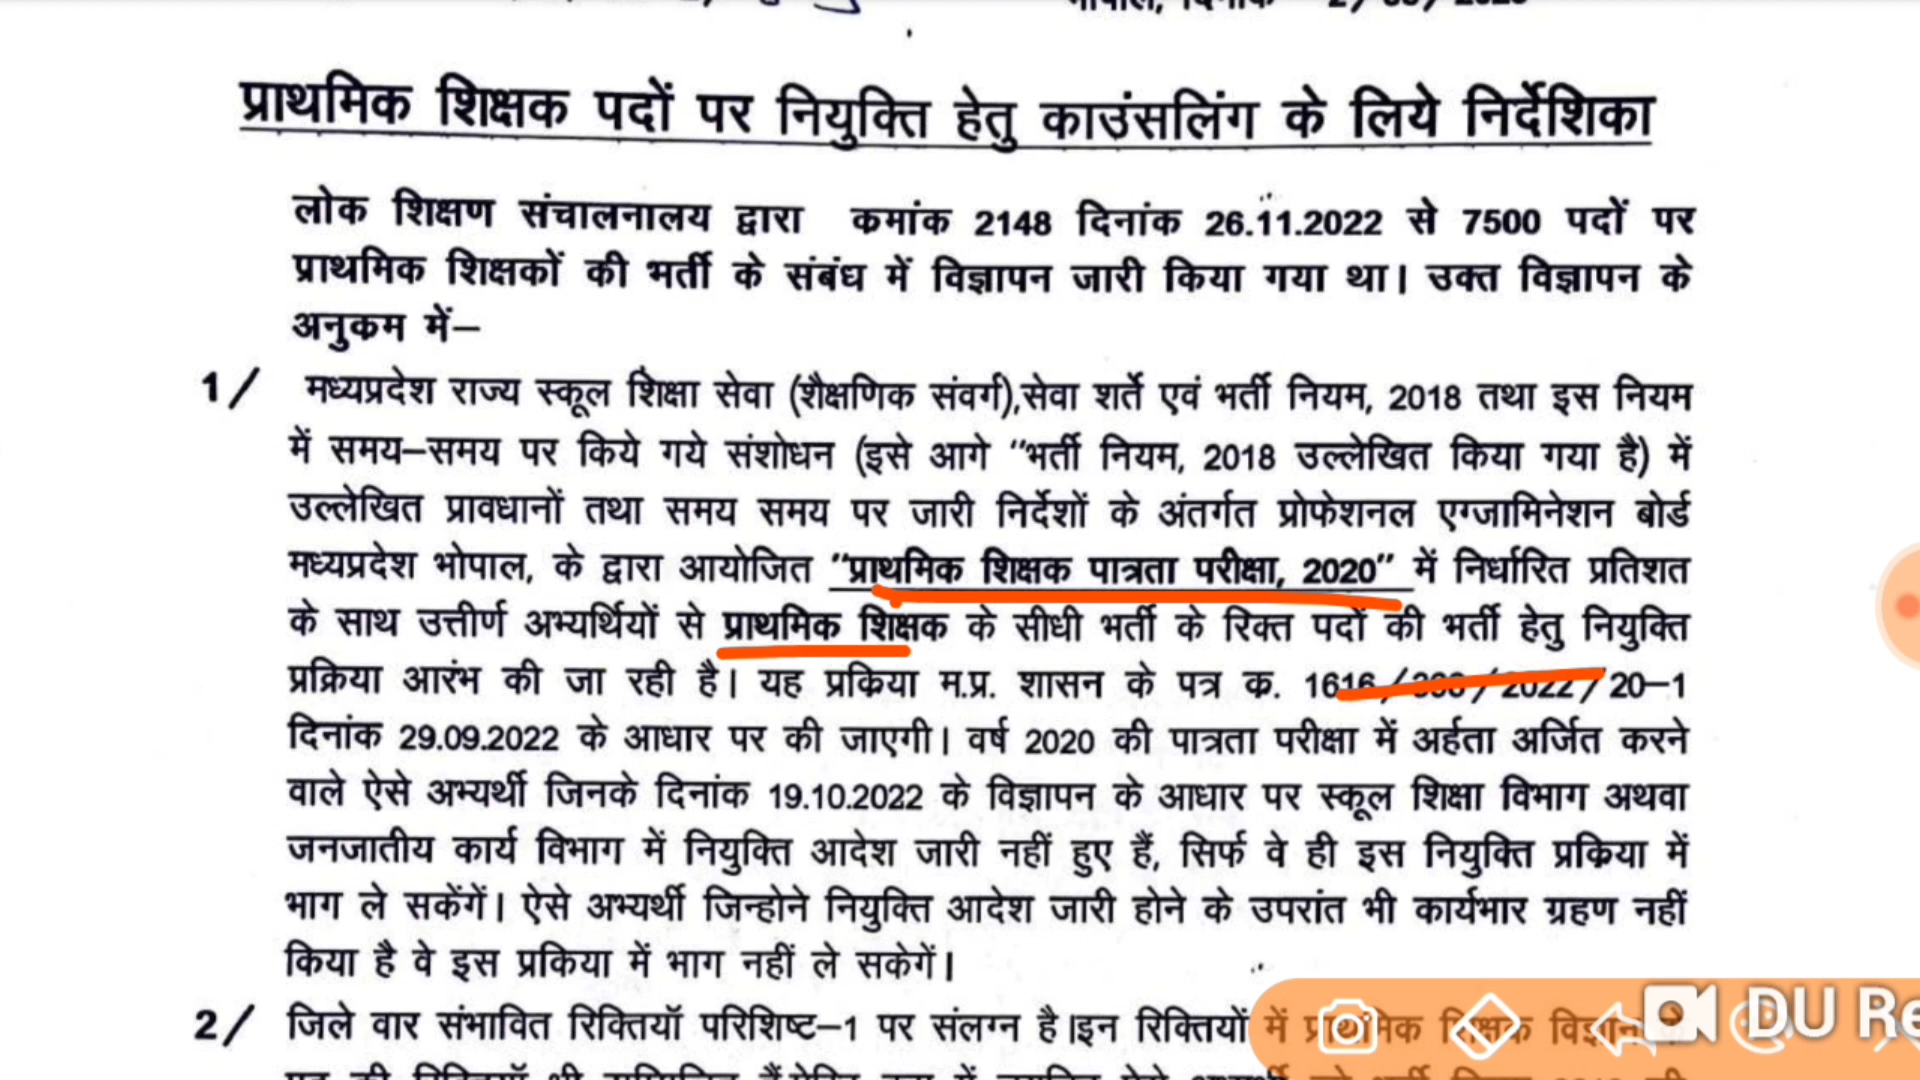 प्राथमिक शिक्षक पदों पर नियुक्ति हेतु काउंसलिंग के लिये निर्देशिका
लोक शिक्षण संचालनालय द्वारा कमांक 2148 दिनांक 26.11.2022 से 7500 पदों पर
प्राथमिक शिक्षकों की भर्ती के संबंध में विज्ञापन जारी किया गया था। उक्त विज्ञापन के
अनुकम में–
1/ मध्यप्रदेश राज्य स्कूल शिक्षा सेवा (शैक्षणिक संवर्ग),सेवा शर्ते एवं भर्ती नियम, 2018 तथा इस नियम
में समय–समय पर किये गये संशोधन (इसे आगे "भर्ती नियम, 2018 उल्लेखित किया गया है) में
उल्लेखित प्रावधानों तथा समय समय पर जारी निर्देशों के अंतर्गत प्रोफेशनल एग्जामिनेशन बोर्ड
मध्यप्रदेश भोपाल, के द्वारा आयोजित "प्राथमिक शिक्षक पात्रता परीक्षा, 2020" में निर्धारित प्रतिशत
के साथ उत्तीर्ण अभ्यर्थियों से प्राथमिक शिक्षक के सीधी भर्ती के रिक्त पदों की भर्ती हेतु नियुक्ति
प्रक्रिया आरंभ की जा रही है। यह प्रकिया म.प्र. शासन के पत्र क. 1616/ /2022/20–1
दिनांक 29.09.2022 के आधार पर की जाएगी। वर्ष 2020 की पात्रता परीक्षा में अर्हता अर्जित करने
वाले ऐसे अभ्यर्थी जिनके दिनांक 19.10.2022 के विज्ञापन के आधार पर स्कूल शिक्षा विभाग अथवा
जनजातीय कार्य विभाग में नियुक्ति आदेश जारी नहीं हुए हैं, सिर्फ वे ही इस नियुक्ति प्रकिया में
भाग ले सकेंगें। ऐसे अभ्यर्थी जिन्होने नियुक्ति आदेश जारी होने के उपरांत भी कार्यभार ग्रहण नहीं
किया है वे इस प्रकिया में भाग नहीं ले सकेगें।
2/ जिले वार संभावित रिक्तियॉ परिशिष्ट–1 पर संलग्न है।इन रिक्तियों में प्राथमिक शिक्षक विज्ञान
DU Re